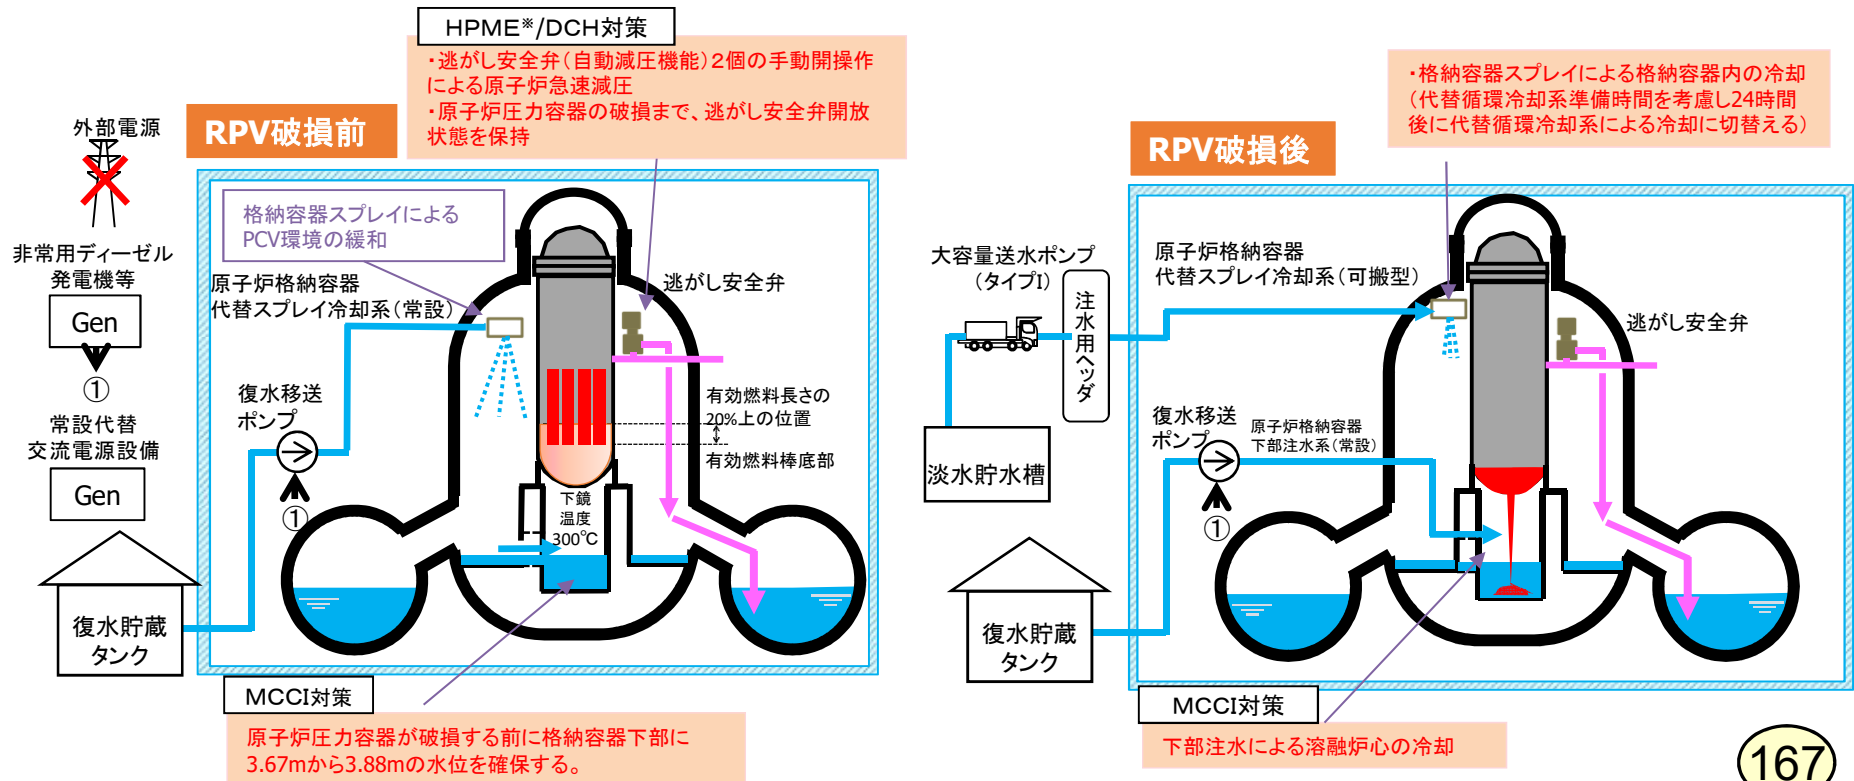 HPME※/DCH対策
・逃がし安全弁(自動減圧機能)2個の手動開操作
による原子炉急速減圧
・原子炉圧力容器の破損まで、逃がし安全弁開放
状態を保持
RPV破損前
外部電源
非常用ディーゼル
発電機等
Gen
①
常設代替
交流電源設備
Gen
復水貯蔵
タンク
格納容器スプレイによる
PCV環境の緩和
原子炉格納容器
代替スプレイ冷却系(常設)
逃がし安全弁
復水移送
ポンプ
①
有効燃料長さの
20%上の位置
有効燃料棒底部
下鏡
温度
300℃
MCCI対策
原子炉圧力容器が破損する前に格納容器下部に
3.67mから3.88mの水位を確保する。
・格納容器スプレイによる格納容器内の冷却
(代替循環冷却系準備時間を考慮し24時間
後に代替循環冷却系による冷却に切替える)
RPV破損後
大容量送水ポンプ
(タイプⅠ)
注水用ヘッダ
原子炉格納容器
代替スプレイ冷却系(可搬型)
逃がし安全弁
淡水貯水槽
復水移送
ポンプ
原子炉格納容器
下部注水系(常設)
①
復水貯蔵
タンク
MCCI対策
下部注水による溶融炉心の冷却
167